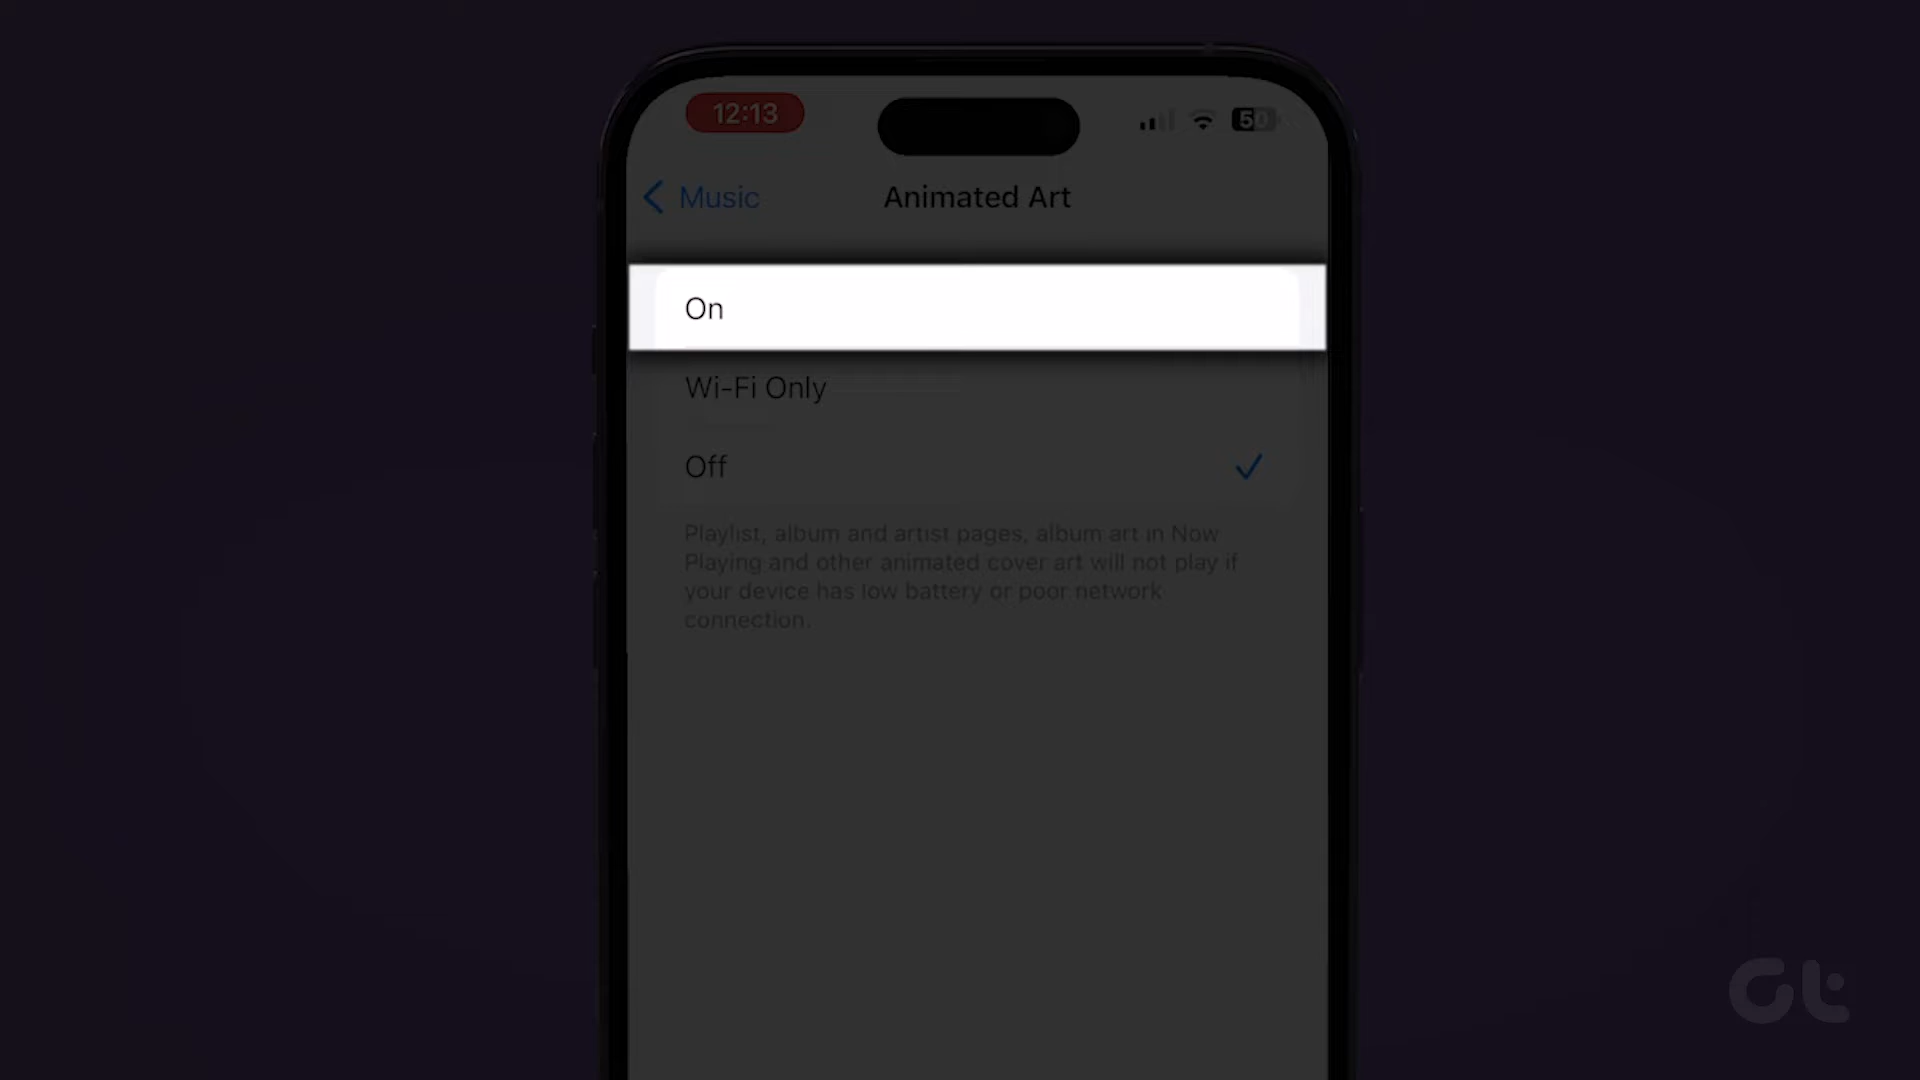 12:13
50
Music
Animated Art
On
Wi-Fi Only
Off
Playlist, album and artist pages, album art in Now
Playing and other animated cover art will not play if
your device has low battery or poor network
connection.
Gt